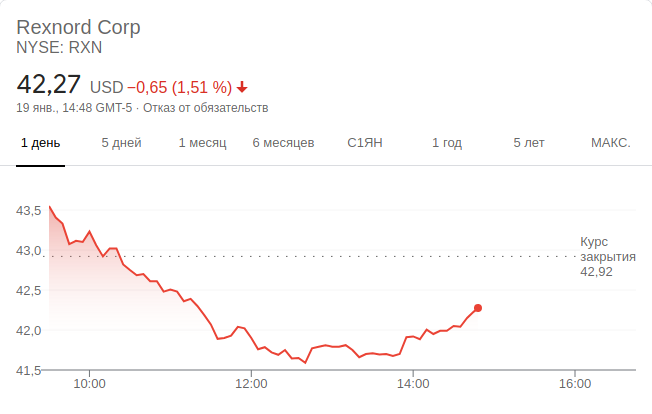 Rexnord Corp
NYSE: RXN
42,27 USD −0,65 (1,51 %)
19 янв., 14:48 GMT-5 · Отказ от обязательств
1 день 5 дней 1 месяц 6 месяцев С1ЯН 1 год 5 лет МАКС.
43,5
43,0
42,5
42,0
41,5
Курс
закрытия
42,92
10:00 12:00 14:00 16:00